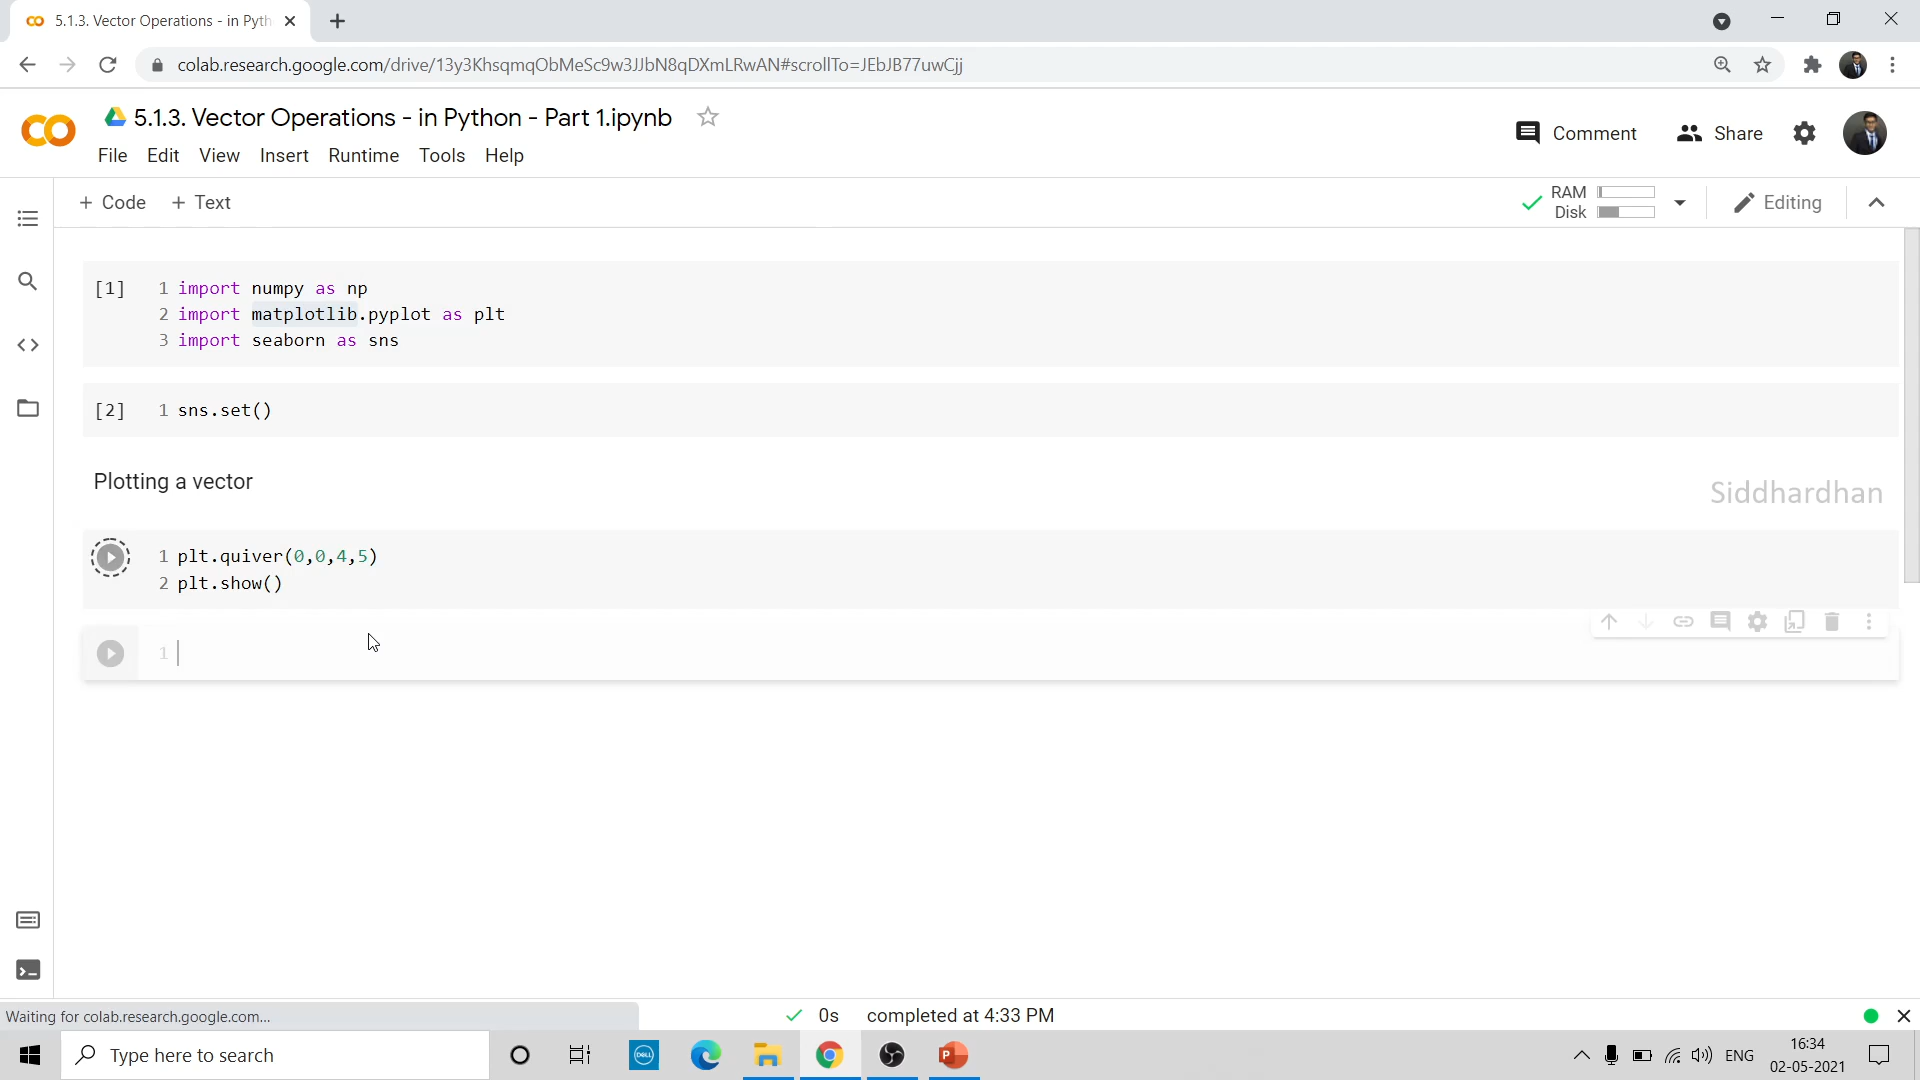 5.1.3. Vector Operations - in Pyth
colab.research.google.com/drive/13y3KhsqmqObMeSc9w3JJbN8qDXmLRwAN#scrollTo=JEbJB77uwCjj
5.1.3. Vector Operations - in Python - Part 1.ipynb
Comment
Share
File Edit View Insert Runtime Tools Help
+ Code + Text
RAM
Disk
Editing
[1] 1 import numpy as np
2 import matplotlib.pyplot as plt
3 import seaborn as sns
[2] 1 sns.set()
Plotting a vector
Siddhardhan
1 plt.quiver(0,0,4,5)
2 plt.show()
1
Waiting for colab.research.google.com...
0s completed at 4:33 PM
Type here to search
DELL
P
ENG
16:34
02-05-2021